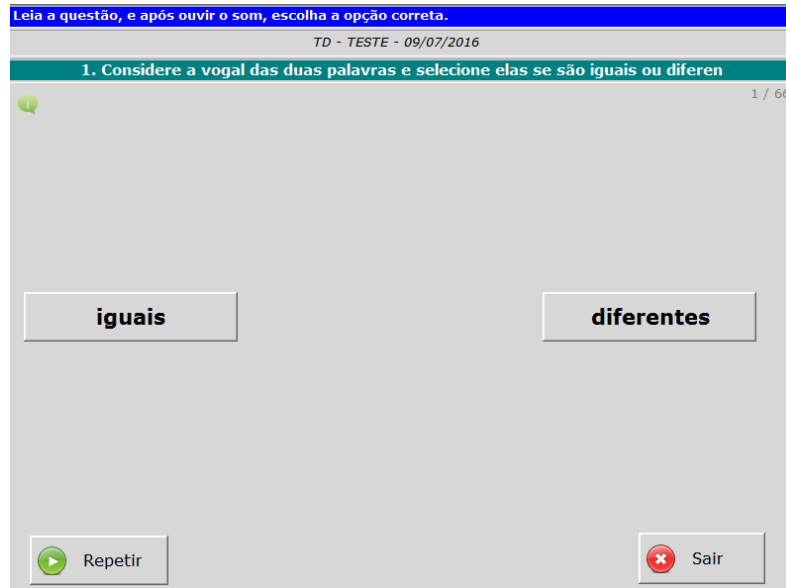 Leia a questão, e após ouvir o som, escolha a opção correta.
TD - TESTE - 09/07/2016
1. Considere a vogal das duas palavras e selecione elas se são iguais ou diferen
1 / 66
iguais
diferentes
Repetir
Sair